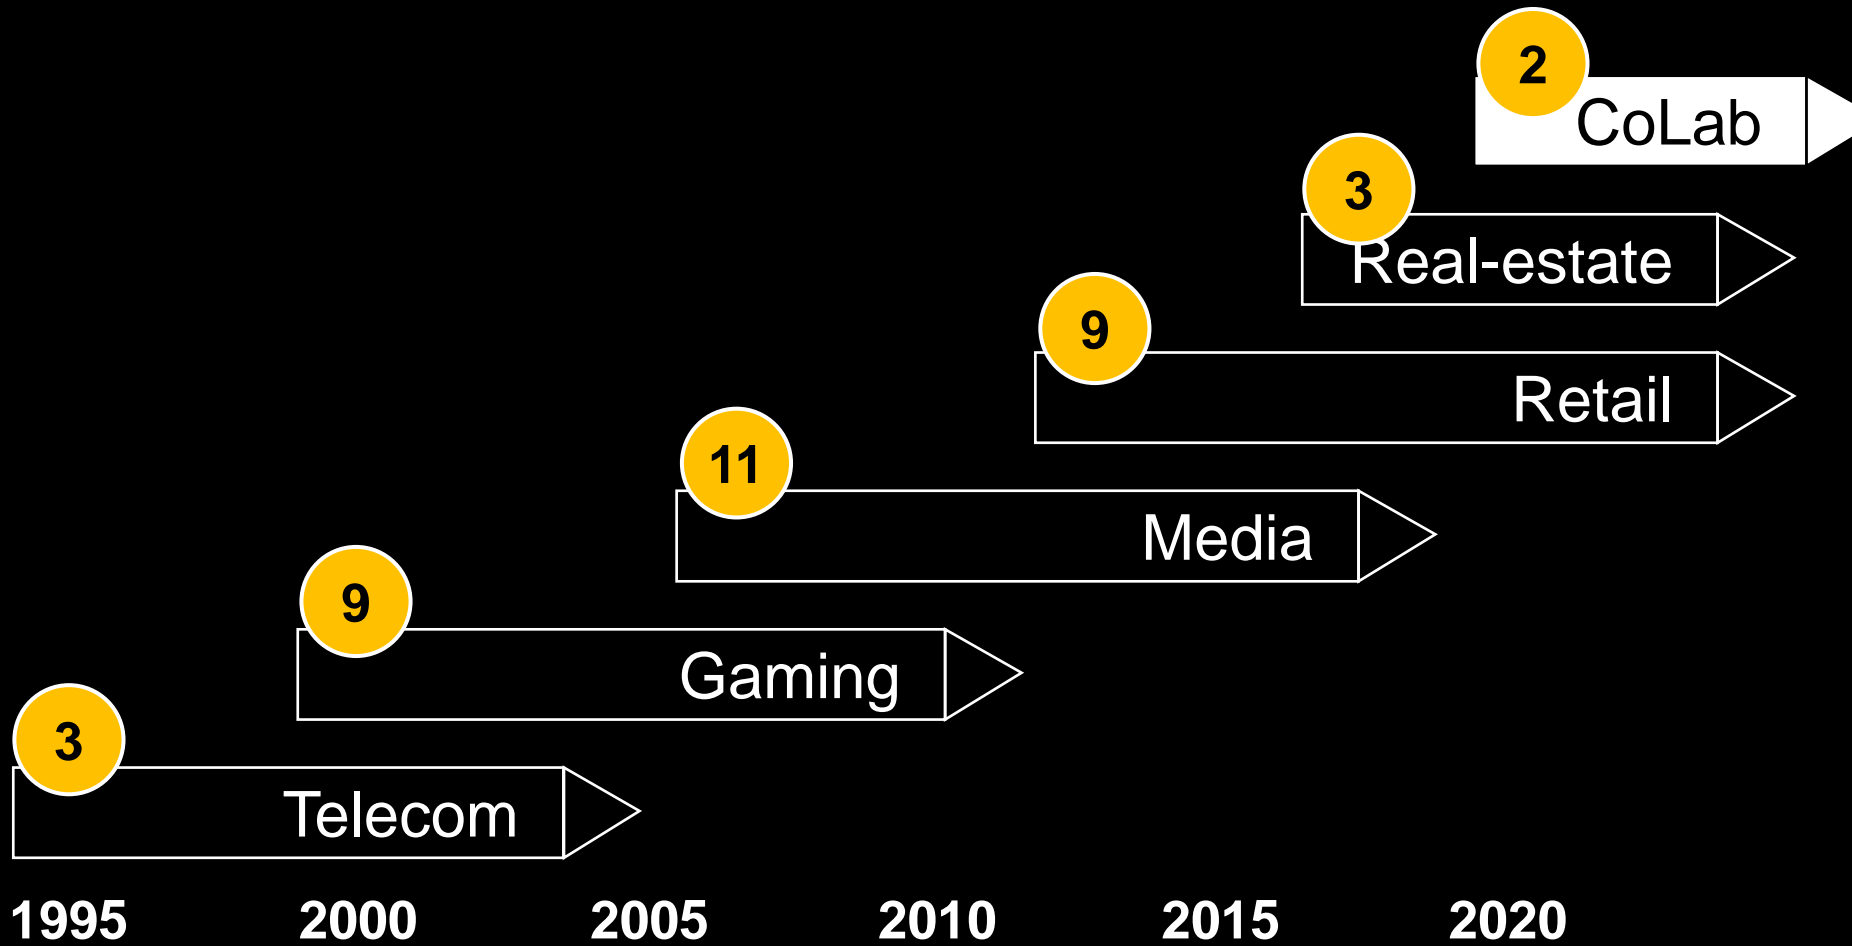 2
CoLab
3
Real-estate
9
Retail
11
Media
9
Gaming
3
Telecom
1995 2000 2005 2010 2015 2020